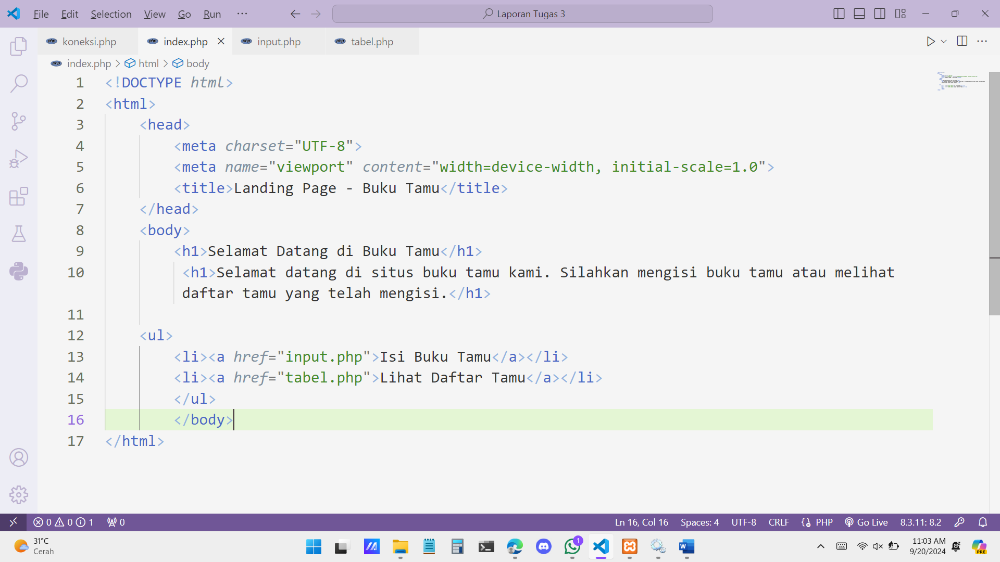 File Edit Selection View Go Run ··· Laporan Tugas 3
koneksi.php index.php input.php tabel.php
index.php > html > body
1 <!DOCTYPE html>
2 <html>
3 <head>
4 <meta charset="UTF-8">
5 <meta name="viewport" content="width=device-width, initial-scale=1.0">
6 <title>Landing Page - Buku Tamu</title>
7 </head>
8 <body>
9 <h1>Selamat Datang di Buku Tamu</h1>
10 <h1>Selamat datang di situs buku tamu kami. Silahkan mengisi buku tamu atau melihat
daftar tamu yang telah mengisi.</h1>
11
12 <ul>
13 <li><a href="input.php">Isi Buku Tamu</a></li>
14 <li><a href="tabel.php">Lihat Daftar Tamu</a></li>
15 </ul>
16 </body>
17 </html>
0 0 1 0 Ln 16, Col 16 Spaces: 4 UTF-8 CRLF PHP Go Live 8.3.11: 8.2
31°C
Cerah
1
11:03 AM
9/20/2024
PRE